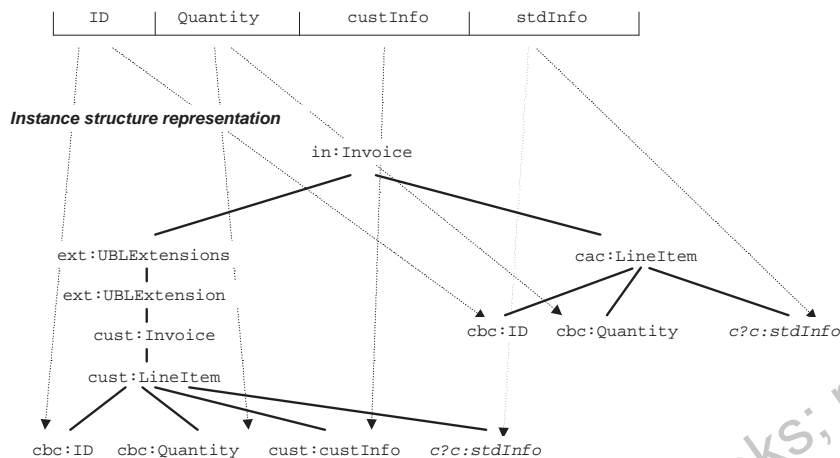 ID Quantity custInfo stdInfo
Instance structure representation
in:Invoice
ext:UBLExtensions cac:LineItem
ext:UBLExtension
cbc:ID cbc:Quantity c?c:stdInfo
cust:Invoice
cust:LineItem
cbc:ID cbc:Quantity cust:custInfo c?c:stdInfo